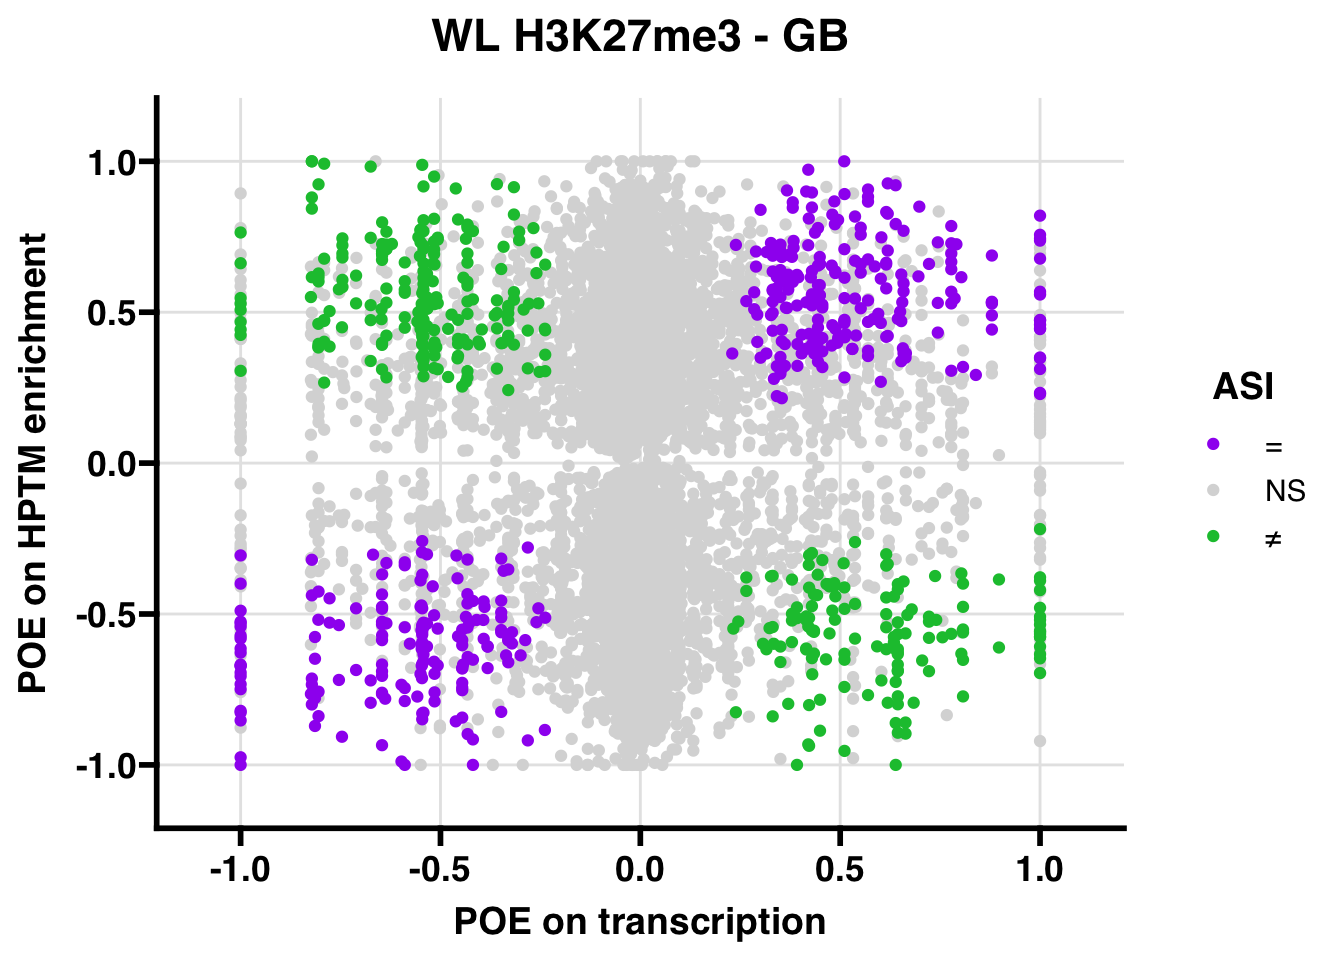 WL H3K27me3 - GB
POE on HPTM enrichment
1.0
0.5
0.0
-0.5
-1.0
-1.0
-0.5
0.0
0.5
1.0
POE on transcription
ASI
=
NS
≠